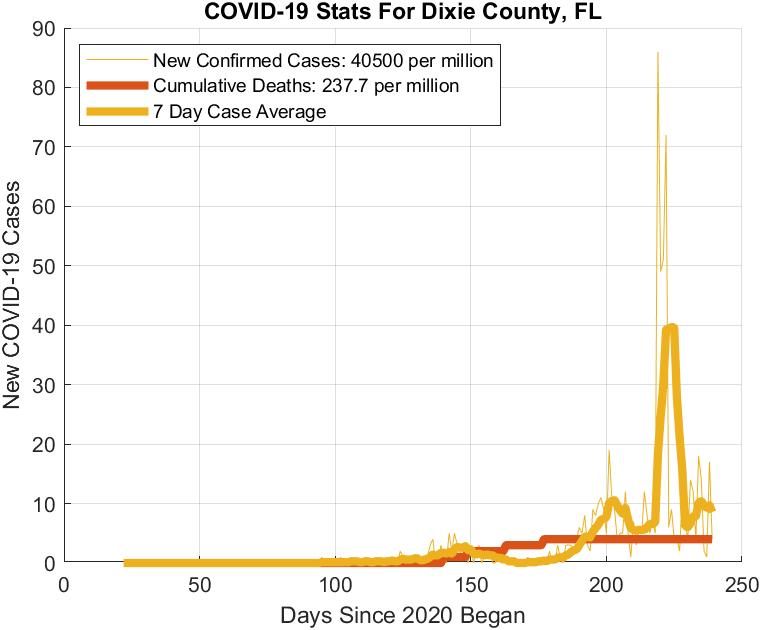 COVID-19 Stats For Dixie County, FL
New Confirmed Cases: 40500 per million
Cumulative Deaths: 237.7 per million
7 Day Case Average
New COVID-19 Cases
90
80
70
60
50
40
30
20
10
0
0 50 100 150 200 250
Days Since 2020 Began